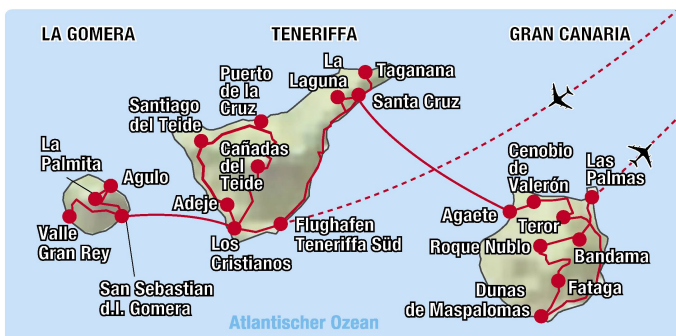 LA GOMERA
TENERIFFA
GRAN CANARIA
La
Laguna
Taganana
Santa Cruz
Puerto
de la
Cruz
Santiago
del Teide
Cañadas
del
Teide
La
Palmita
Agulo
Adeje
Valle
Gran Rey
Los
Cristianos
Flughafen
Teneriffa Süd
San Sebastian
d.l. Gomera
Cenobio
de
Valerón
Las
Palmas
Agaete
Teror
Roque Nublo
Bandama
Dunas
de Maspalomas
Fataga
Atlantischer Ozean